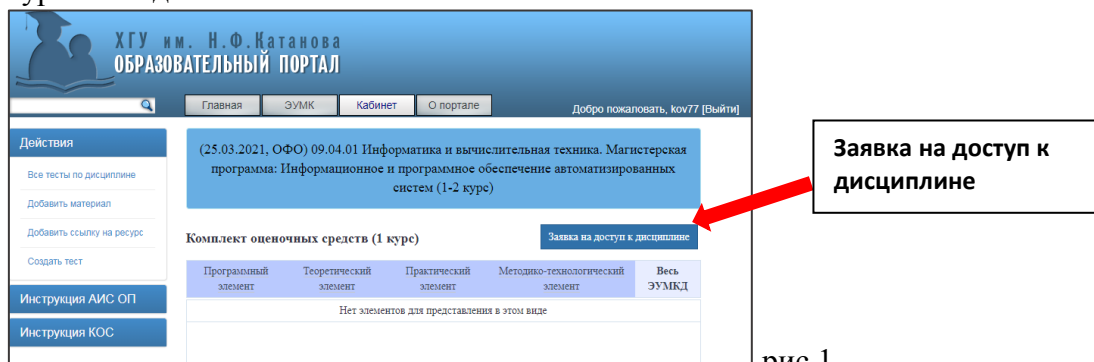 ХГУ им. Н.Ф.Катанова
ОБРАЗОВАТЕЛЬНЫЙ ПОРТАЛ
Главная ЭУМК Кабинет О портале
Добро пожаловать, kov77 [Выйти]
Действия
Все тесты по дисциплине
Добавить материал
Добавить ссылку на ресурс
Создать тест
Инструкция АИС ОП
Инструкция КОС
(25.03.2021, ОФО) 09.04.01 Информатика и вычислительная техника. Магистерская
программа: Информационное и программное обеспечение автоматизированных
систем (1-2 курс)
Комплект оценочных средств (1 курс)
Заявка на доступ к дисциплине
Программный элемент
Теоретический элемент
Практический элемент
Методико-технологический элемент
Весь ЭУМКД
Нет элементов для представления в этом виде
Заявка на доступ к
дисциплине
рис 1